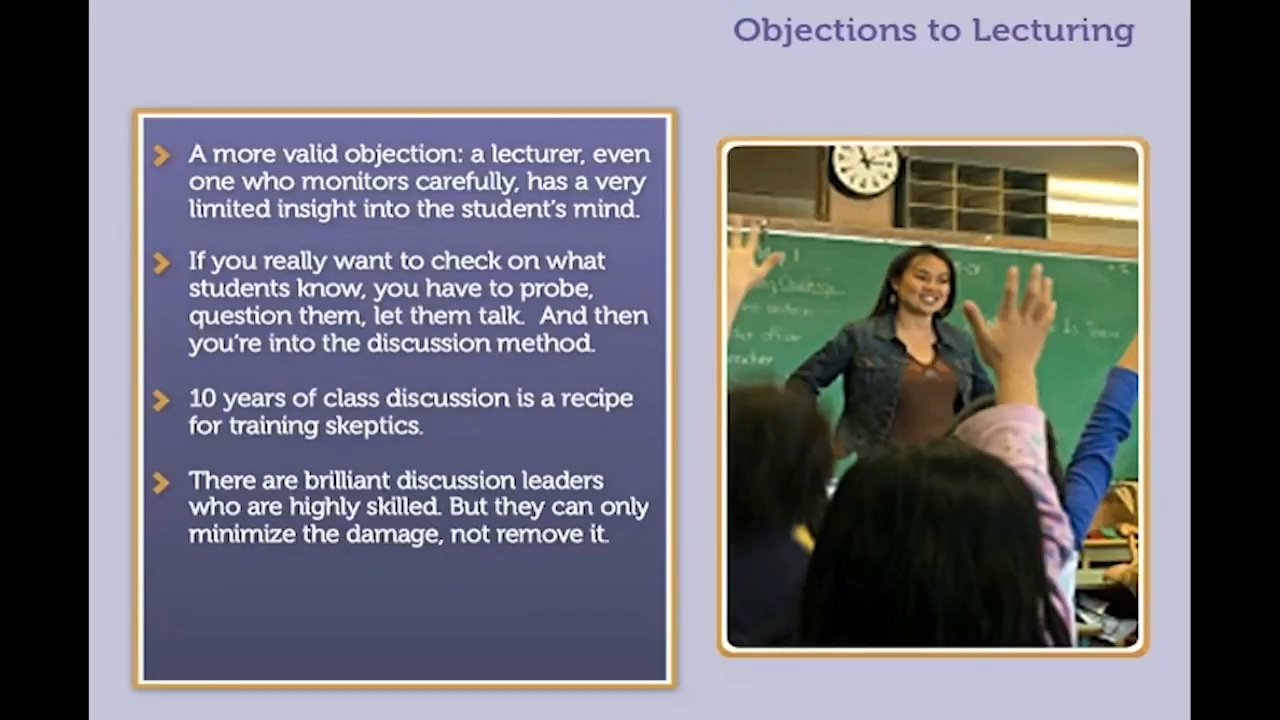 Objections to Lecturing
A more valid objection: a lecturer, even
one who monitors carefully, has a very
limited insight into the student's mind.
If you really want to check on what
students know, you have to probe,
question them, let them talk. And then
you're into the discussion method.
10 years of class discussion is a recipe
for training skeptics.
There are brilliant discussion leaders
who are highly skilled. But they can only
minimize the damage, not remove it.